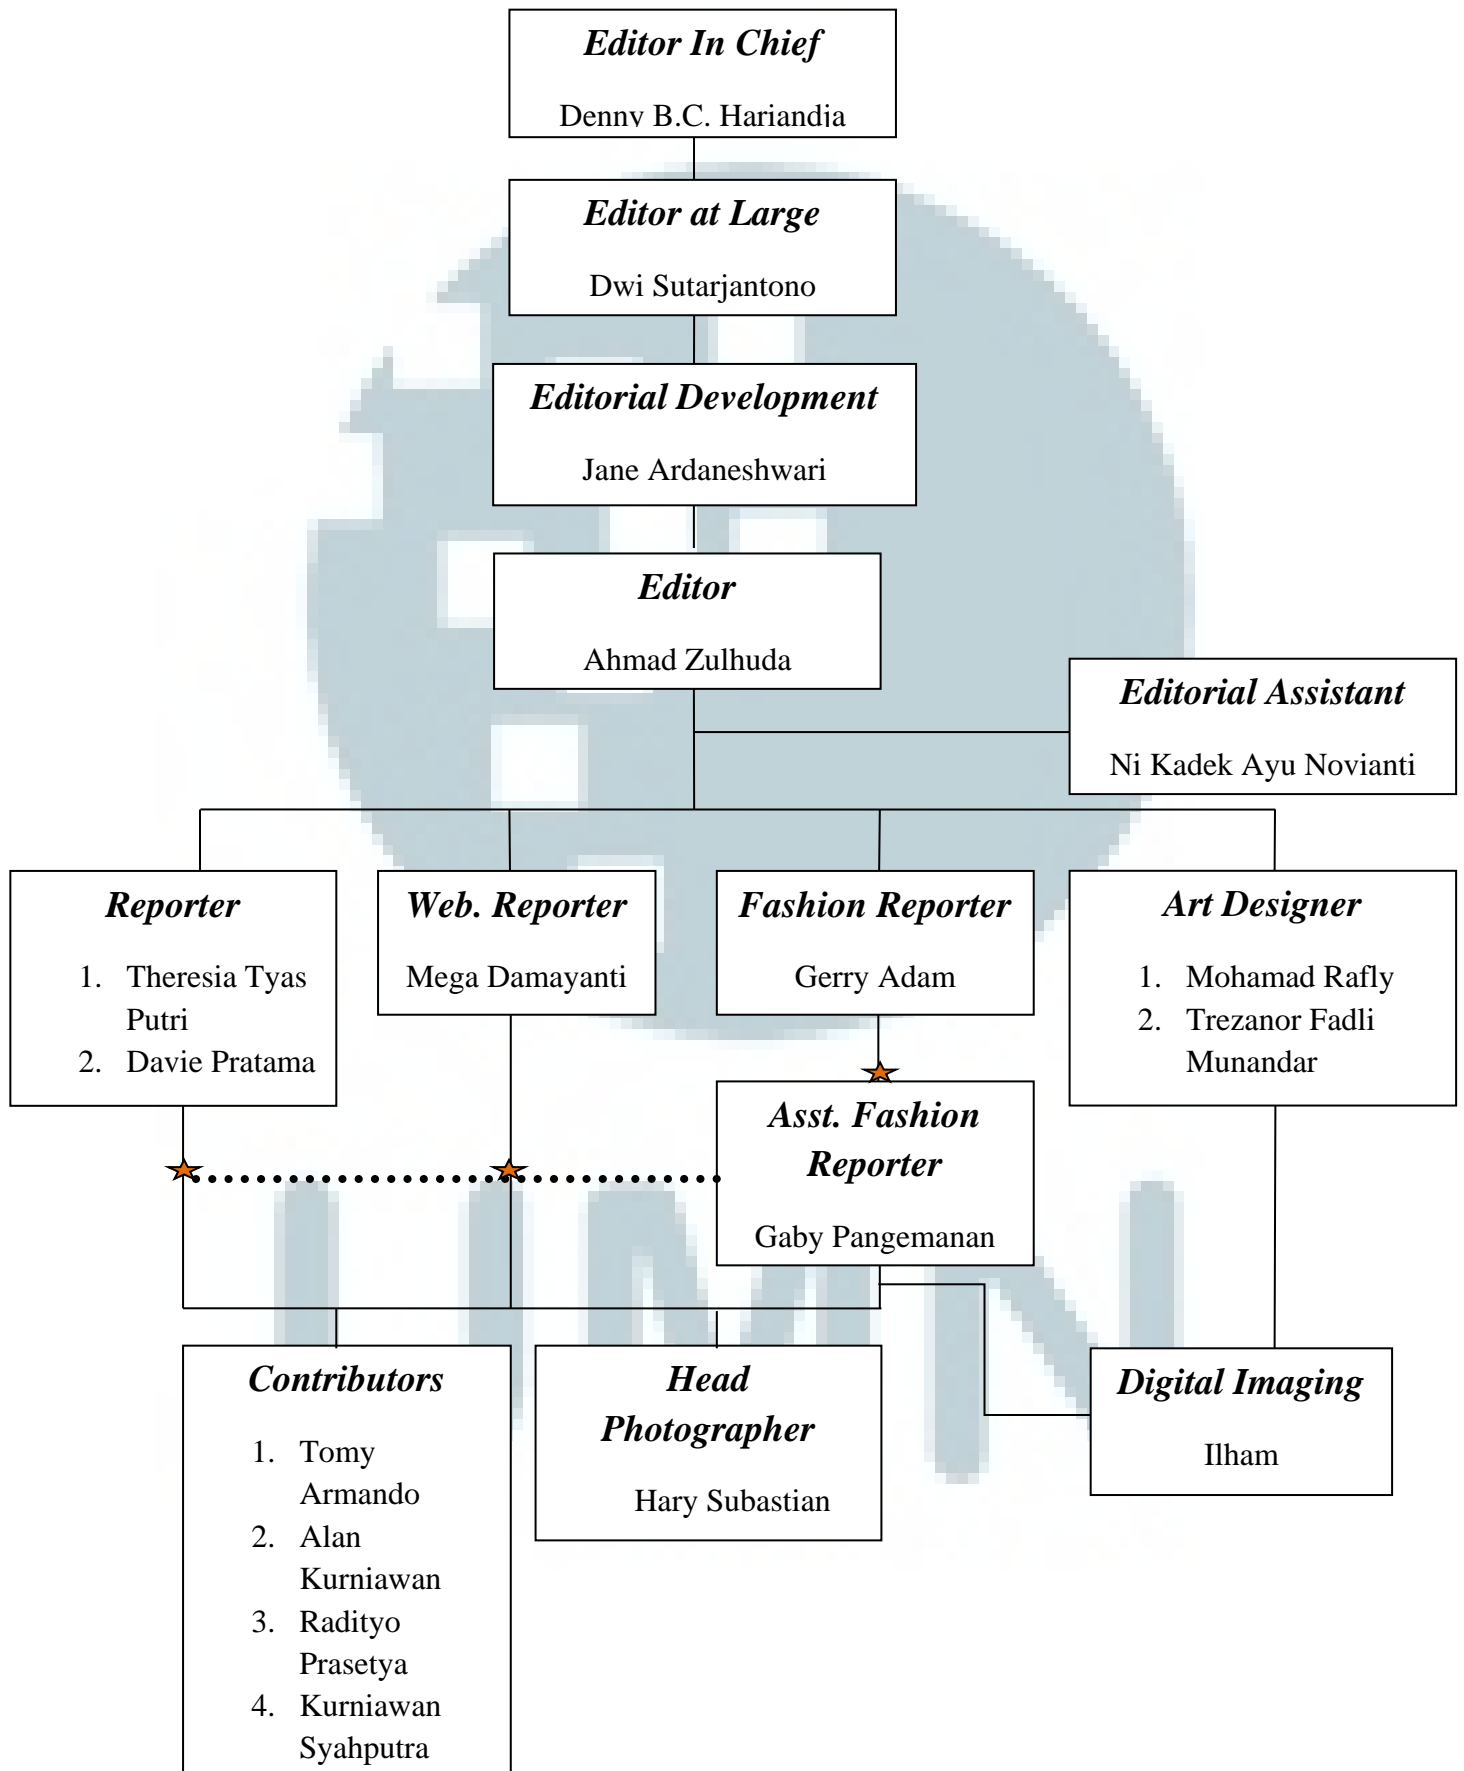 Editor In Chief
Denny B.C. Harjandja
Editor at Large
Dwi Sutarjantono
Editorial Development
Jane Ardaneshwari
Editor
Ahmad Zulhuda
Editorial Assistant
Ni Kadek Ayu Novianti
Reporter
1. Theresia Tyas
Putri
2. Davie Pratama
Web. Reporter
Mega Damayanti
Fashion Reporter
Gerry Adam
Art Designer
1. Mohamad Rafly
2. Trezanor Fadli
Munandar
Asst. Fashion
Reporter
Gaby Pangemanan
Contributors
1. Tomy
Armando
2. Alan
Kurniawan
3. Radityo
Prasetya
4. Kurniawan
Syahputra
Head
Photographer
Hary Subastian
Digital Imaging
Ilham
UMN